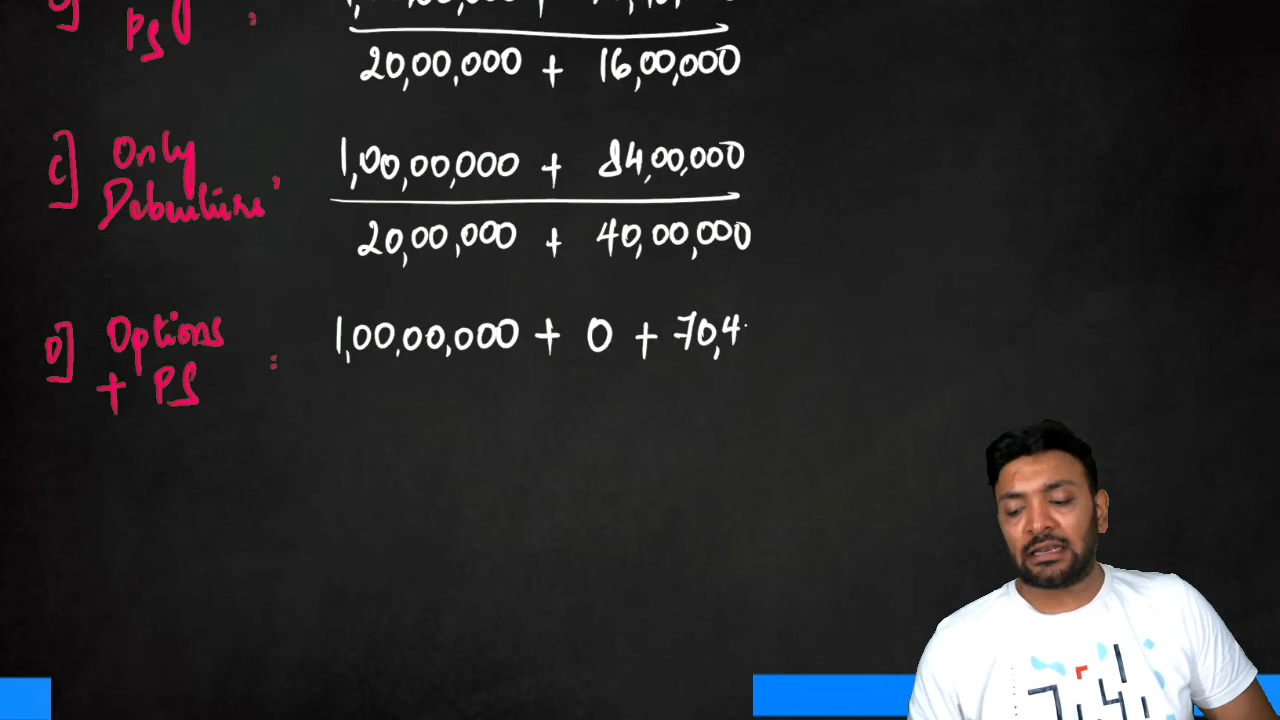 PS :
20,00,000 + 16,00,000
C] Only Debenture :
1,00,00,000 + 84,00,000
20,00,000 + 40,00,000
D] Options + PS :
1,00,00,000 + 0 + 70,4